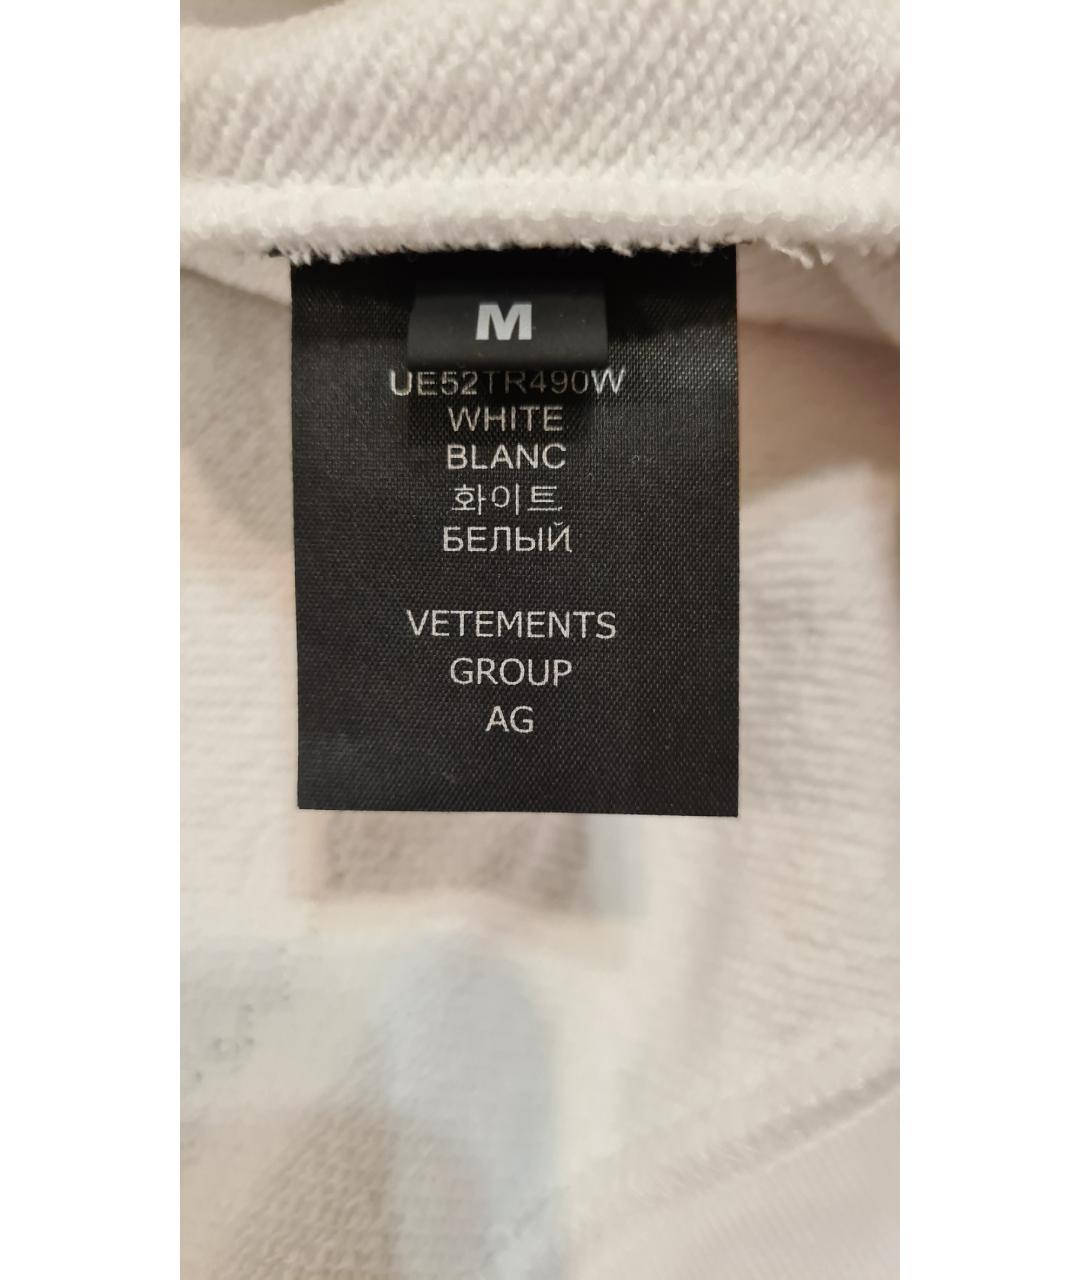 M
UE52TR490W
WHITE
BLANC
화이트
БЕЛЫЙ
VETEMENTS
GROUP
AG